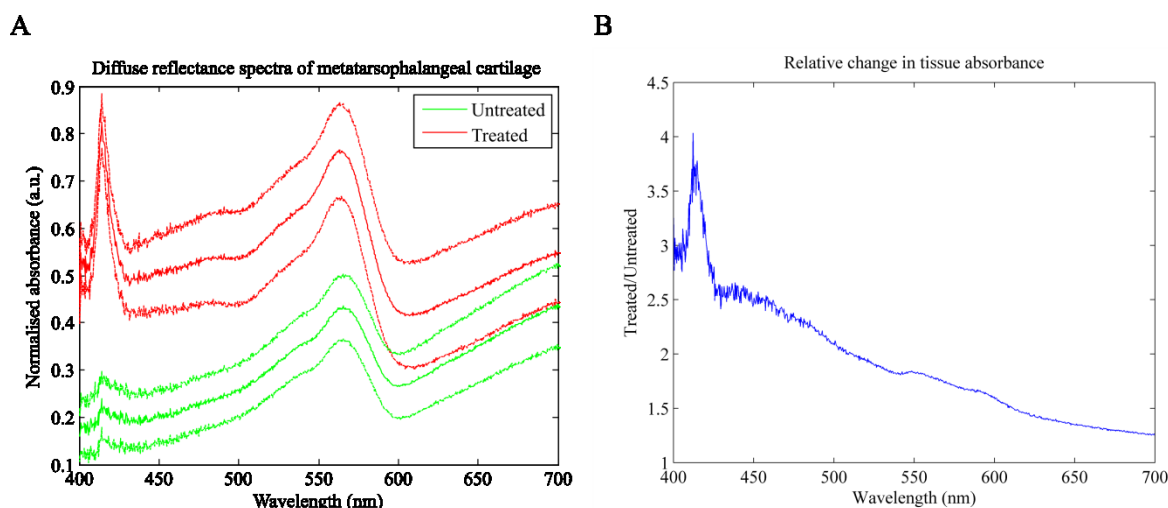 A
Diffuse reflectance spectra of metatarsophalangeal cartilage
0.9
0.8
0.7
0.6
0.5
0.4
0.3
0.2
0.1
Normalised absorbance (a.u.)
Untreated
Treated
400 450 500 550 600 650 700
Wavelength (nm)
B
Relative change in tissue absorbance
4.5
4
3.5
3
2.5
2
1.5
1
Treated/Untreated
400 450 500 550 600 650 700
Wavelength (nm)